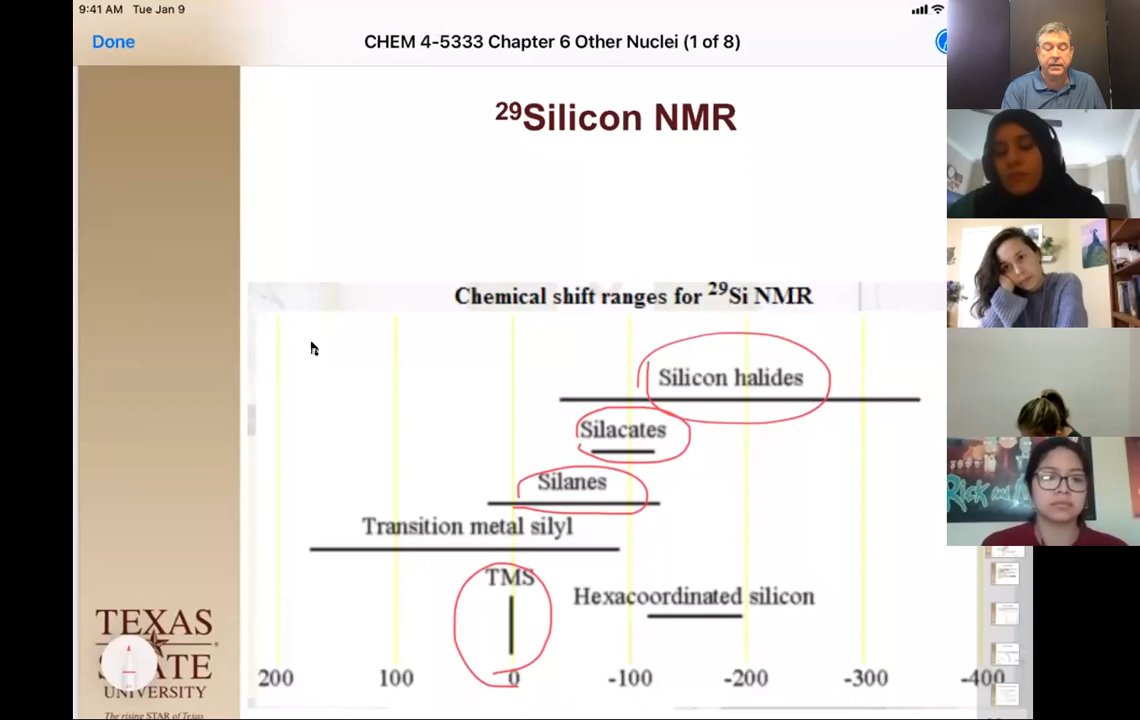 9:41 AM Tue Jan 9
Done
CHEM 4-5333 Chapter 6 Other Nuclei (1 of 8)
²⁹Silicon NMR
Chemical shift ranges for ²⁹Si NMR
Silicon halides
Silacates
Silanes
Transition metal silyl
TMS
Hexacoordinated silicon
200 100 0 -100 -200 -300 -400
TEXAS
STATE
UNIVERSITY
The rising STAR of Texas
Rick and